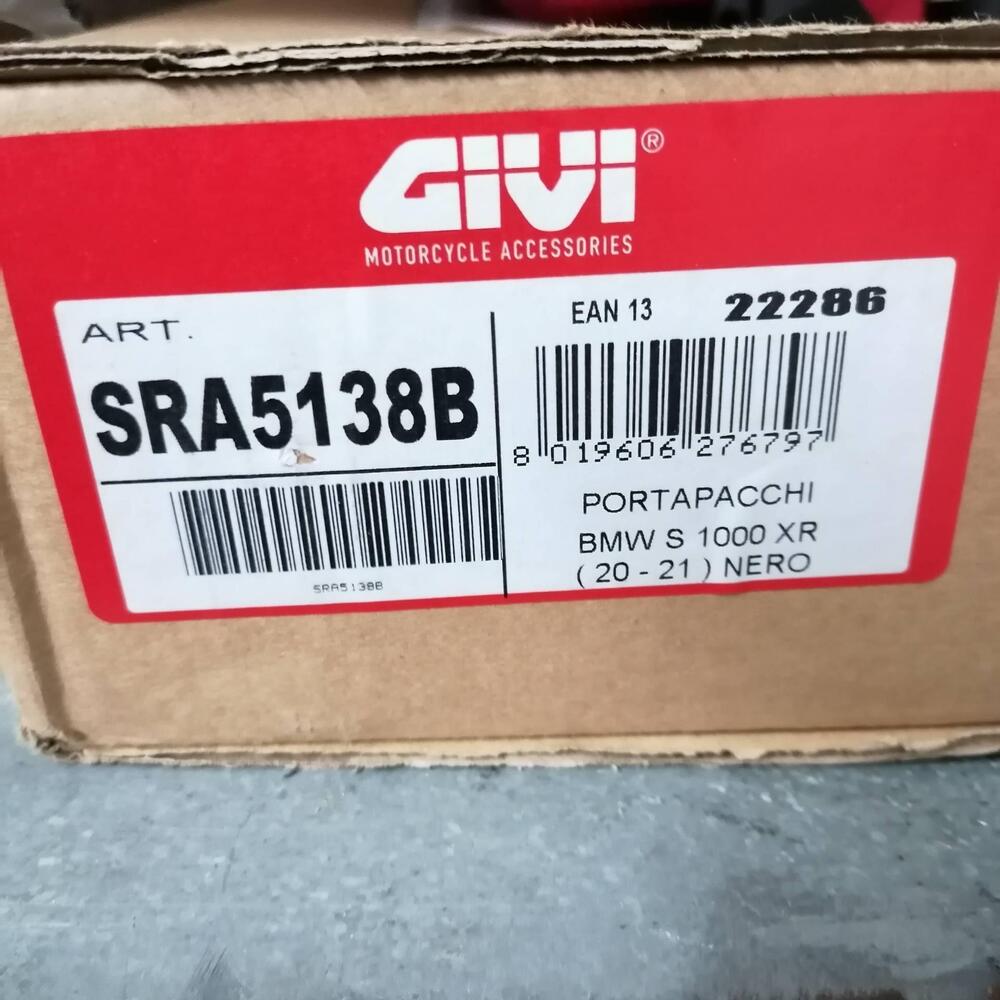 GIVI®
MOTORCYCLE ACCESSORIES
ART.
SRA5138B
SRA5138B
EAN 13 22286
8 019606 276797
PORTAPACCHI
BMW S 1000 XR
( 20 - 21 ) NERO